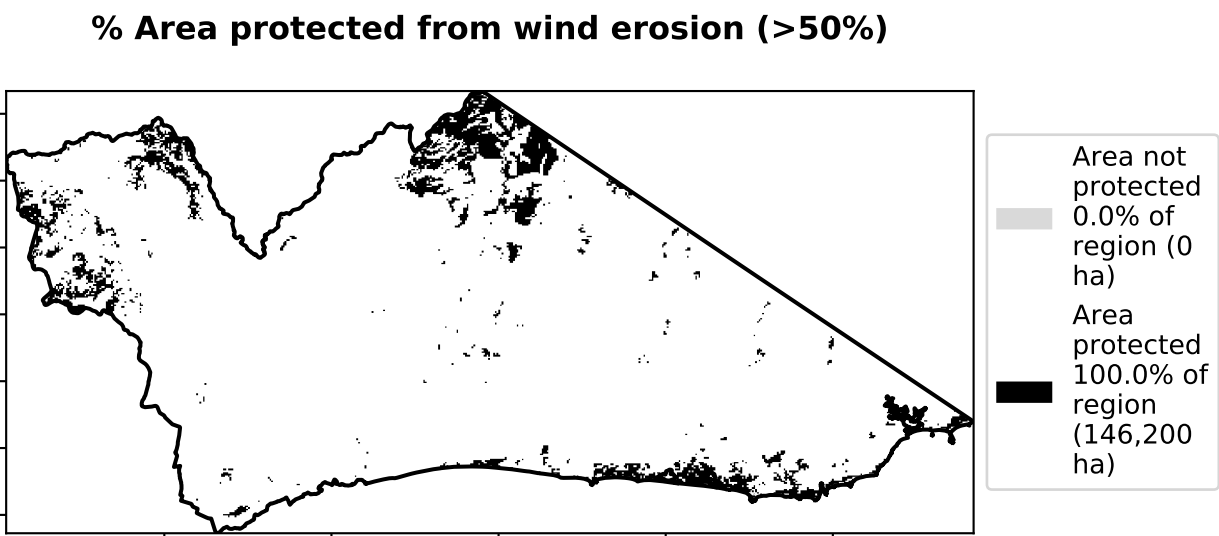 % Area protected from wind erosion (>50%)
Area not
protected
0.0% of
region (0
ha)
Area
protected
100.0% of
region
(146,200
ha)